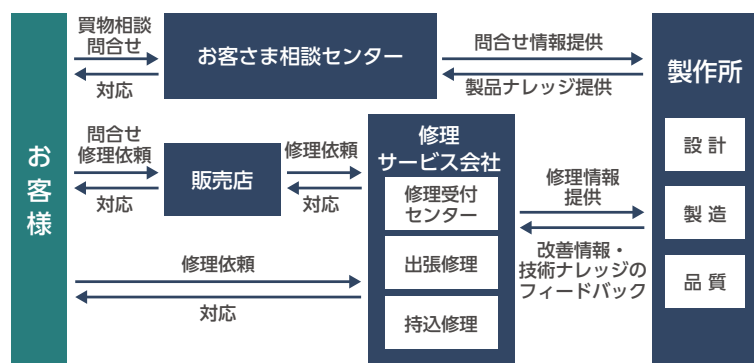 お客様
買物相談
問合せ
対応
お客さま相談センター
問合せ情報提供
製品ナレッジ提供
問合せ
修理依頼
対応
販売店
修理依頼
対応
修理依頼
対応
修理
サービス会社
修理受付
センター
出張修理
持込修理
修理情報
提供
改善情報・
技術ナレッジの
フィードバック
製作所
設計
製造
品質